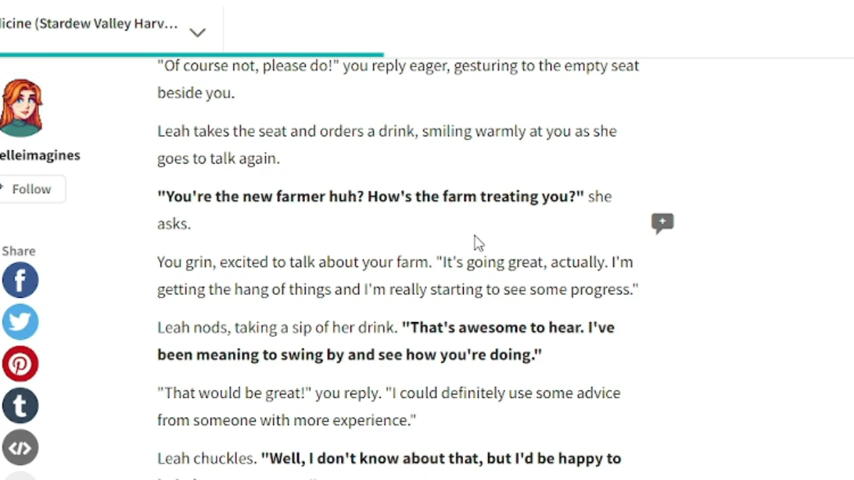 dicine (Stardew Valley Harv...
"Of course not, please do!" you reply eager, gesturing to the empty seat
beside you.
Leah takes the seat and orders a drink, smiling warmly at you as she
goes to talk again.
elleimagines
Follow
"You're the new farmer huh? How's the farm treating you?" she
asks.
Share
You grin, excited to talk about your farm. "It's going great, actually. I'm
getting the hang of things and I'm really starting to see some progress."
Leah nods, taking a sip of her drink. "That's awesome to hear. I've
been meaning to swing by and see how you're doing."
"That would be great!" you reply. "I could definitely use some advice
from someone with more experience."
Leah chuckles. "Well, I don't know about that, but I'd be happy to